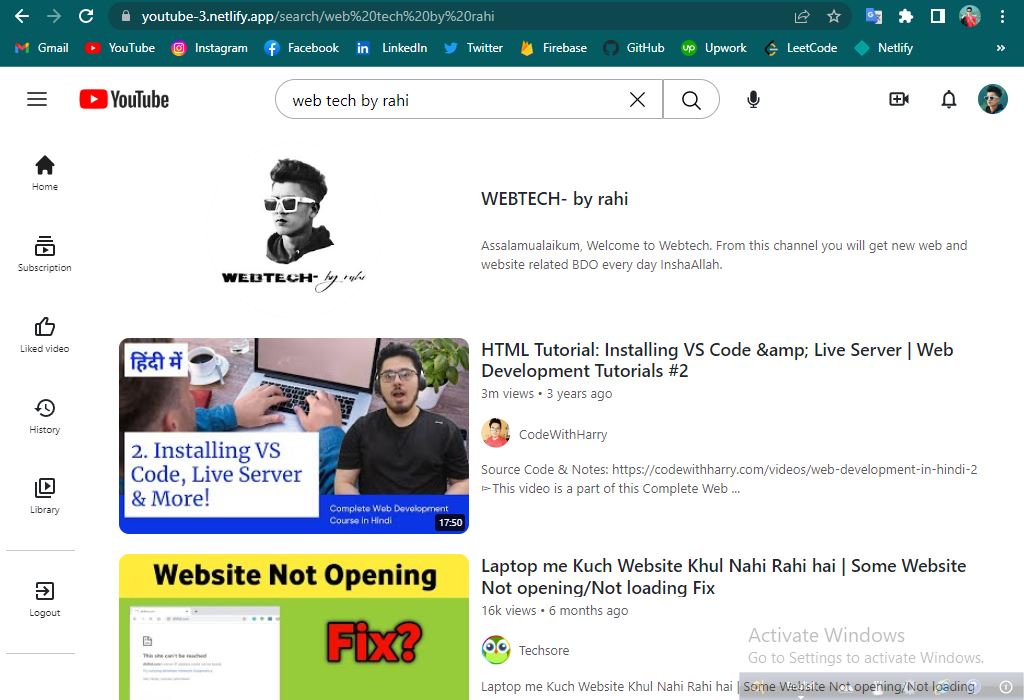 youtube-3.netlify.app/search/web%20tech%20by%20rahi
Gmail YouTube Instagram Facebook LinkedIn Twitter Firebase GitHub Upwork LeetCode Netlify »
YouTube
web tech by rahi
Home
Subscription
Liked video
History
Library
Logout
WEBTECH- by rahi
WEBTECH- by rahi
Assalamualaikum, Welcome to Webtech. From this channel you will get new web and
website related BDO every day InshaAllah.
हिंदी में
2. Installing VS
Code, Live Server
& More!
Complete Web Development
Course in Hindi
17:50
HTML Tutorial: Installing VS Code &amp; Live Server | Web
Development Tutorials #2
3m views • 3 years ago
CodeWithHarry
Source Code & Notes: https://codewithharry.com/videos/web-development-in-hindi-2
▻This video is a part of this Complete Web ...
Website Not Opening
This site can't be reached
Fix?
Laptop me Kuch Website Khul Nahi Rahi hai | Some Website
Not opening/Not loading Fix
16k views • 6 months ago
Techsore
Laptop me Kuch Website Khul Nahi Rahi hai | Some Website Not opening/Not loading
Activate Windows
Go to Settings to activate Windows.